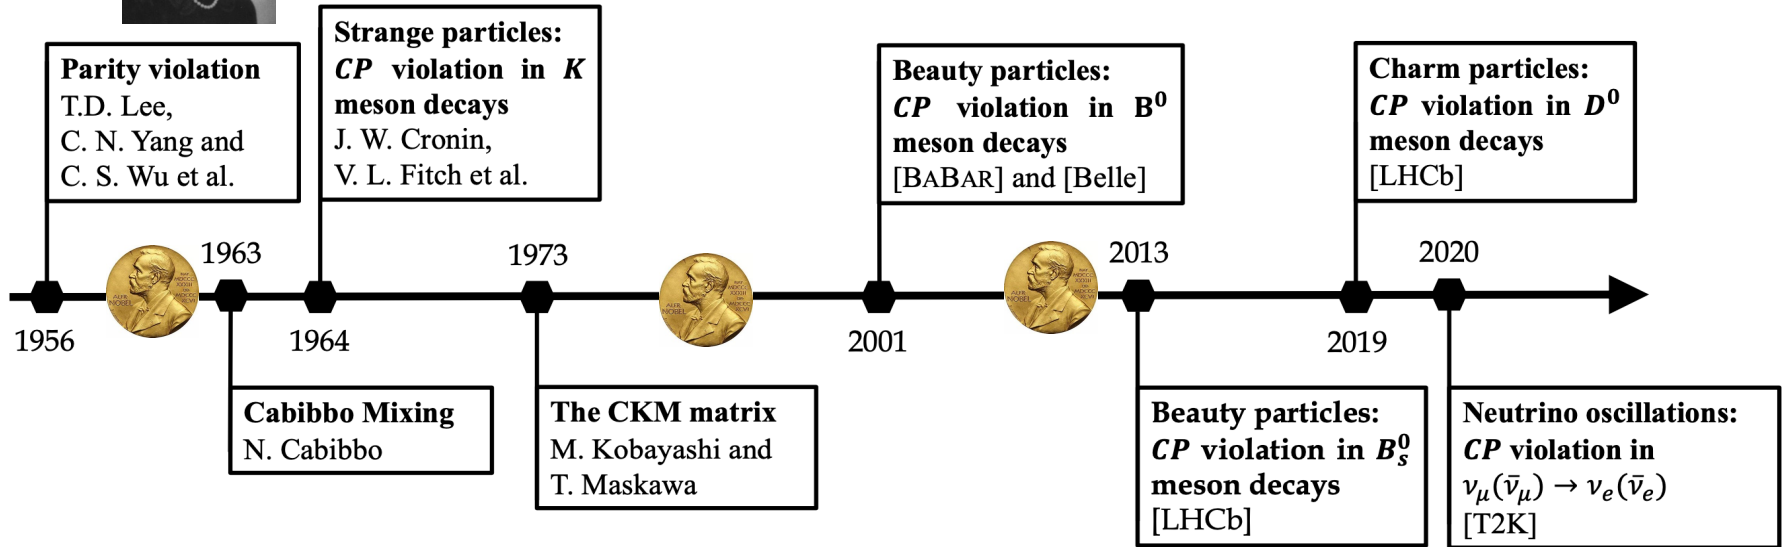 Parity violation
T.D. Lee,
C. N. Yang and
C. S. Wu et al.
1956
1963
Cabibbo Mixing
N. Cabibbo
Strange particles:
CP violation in K
meson decays
J. W. Cronin,
V. L. Fitch et al.
1964
1973
The CKM matrix
M. Kobayashi and
T. Maskawa
Beauty particles:
CP violation in B⁰
meson decays
[BABAR] and [Belle]
2001
2013
Beauty particles:
CP violation in B⁰ₛ
meson decays
[LHCb]
Charm particles:
CP violation in D⁰
meson decays
[LHCb]
2019
2020
Neutrino oscillations:
CP violation in
νμ(ν̄μ) → νe(ν̄e)
[T2K]